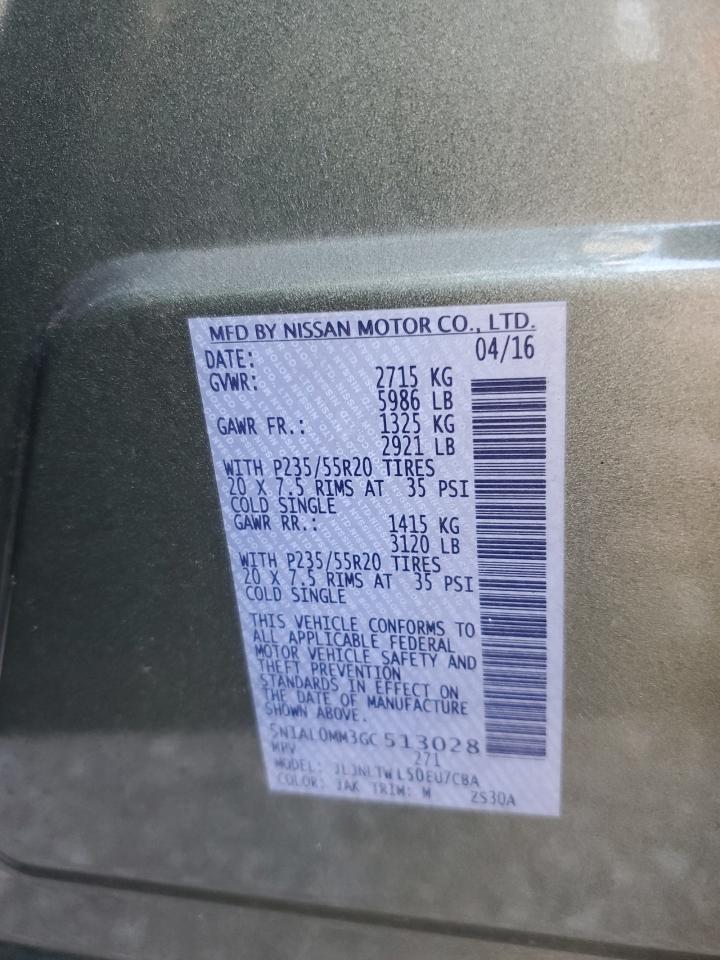 MFD BY NISSAN MOTOR CO., LTD.
DATE: 04/16
GVWR: 2715 KG
5986 LB
GAWR FR.: 1325 KG
2921 LB
WITH P235/55R20 TIRES
20 X 7.5 RIMS AT 35 PSI
COLD SINGLE
GAWR RR.: 1415 KG
3120 LB
WITH P235/55R20 TIRES
20 X 7.5 RIMS AT 35 PSI
COLD SINGLE
THIS VEHICLE CONFORMS TO
ALL APPLICABLE FEDERAL
MOTOR VEHICLE SAFETY AND
THEFT PREVENTION
STANDARDS IN EFFECT ON
THE DATE OF MANUFACTURE
SHOWN ABOVE.
5N1AL0MM3GC513028
MPV 271
MODEL: JLJNLTWL50EU7CBA
COLOR: JAK TRIM: M 2S30A